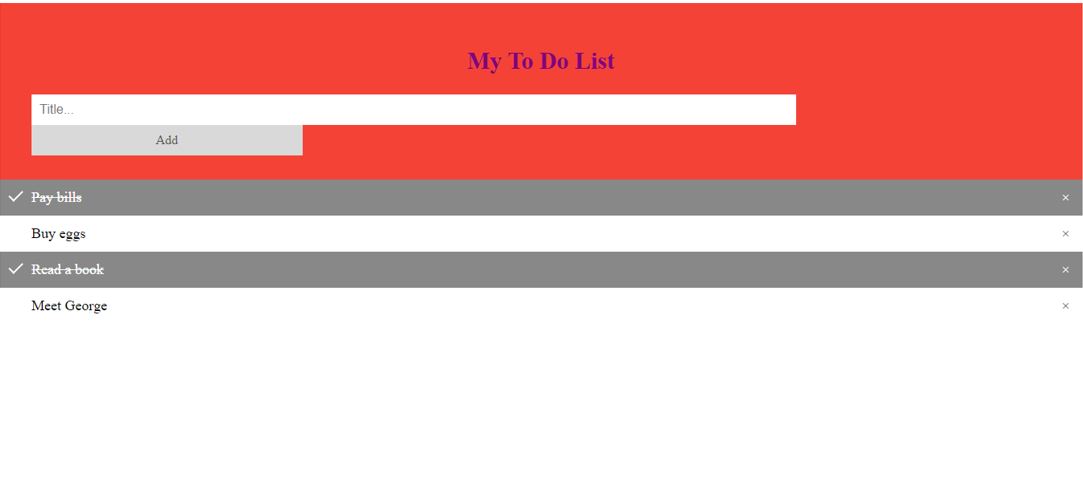 My To Do List
Title...
Add
Pay bills ×
Buy eggs ×
Read a book ×
Meet George ×